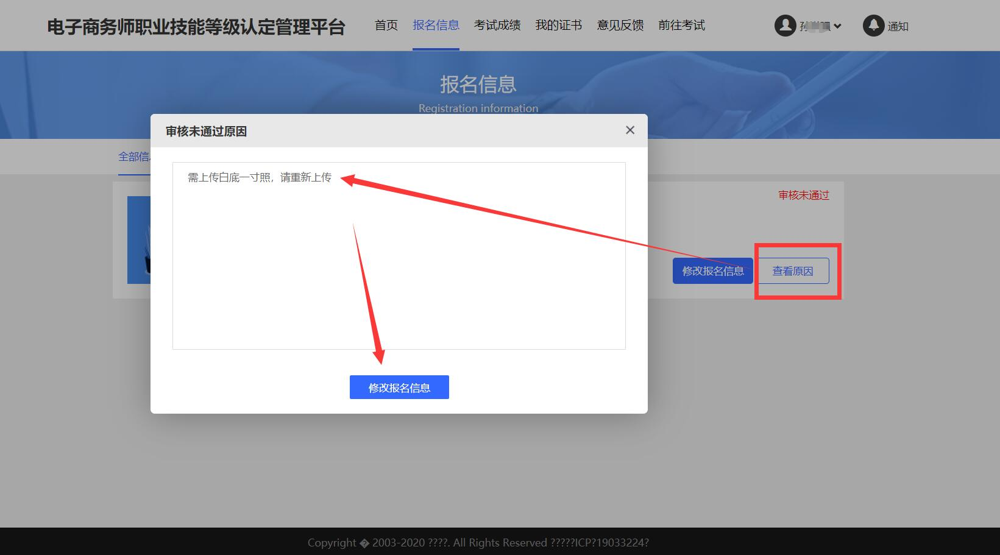 电子商务师职业技能等级认定管理平台
首页 报名信息 考试成绩 我的证书 意见反馈 前往考试
孙
通知
报名信息
Registration information
全部信
审核未通过原因
需上传白底一寸照，请重新上传
审核未通过
修改报名信息 查看原因
修改报名信息
Copyright � 2003-2020 ????. All Rights Reserved ?????ICP?19033224?